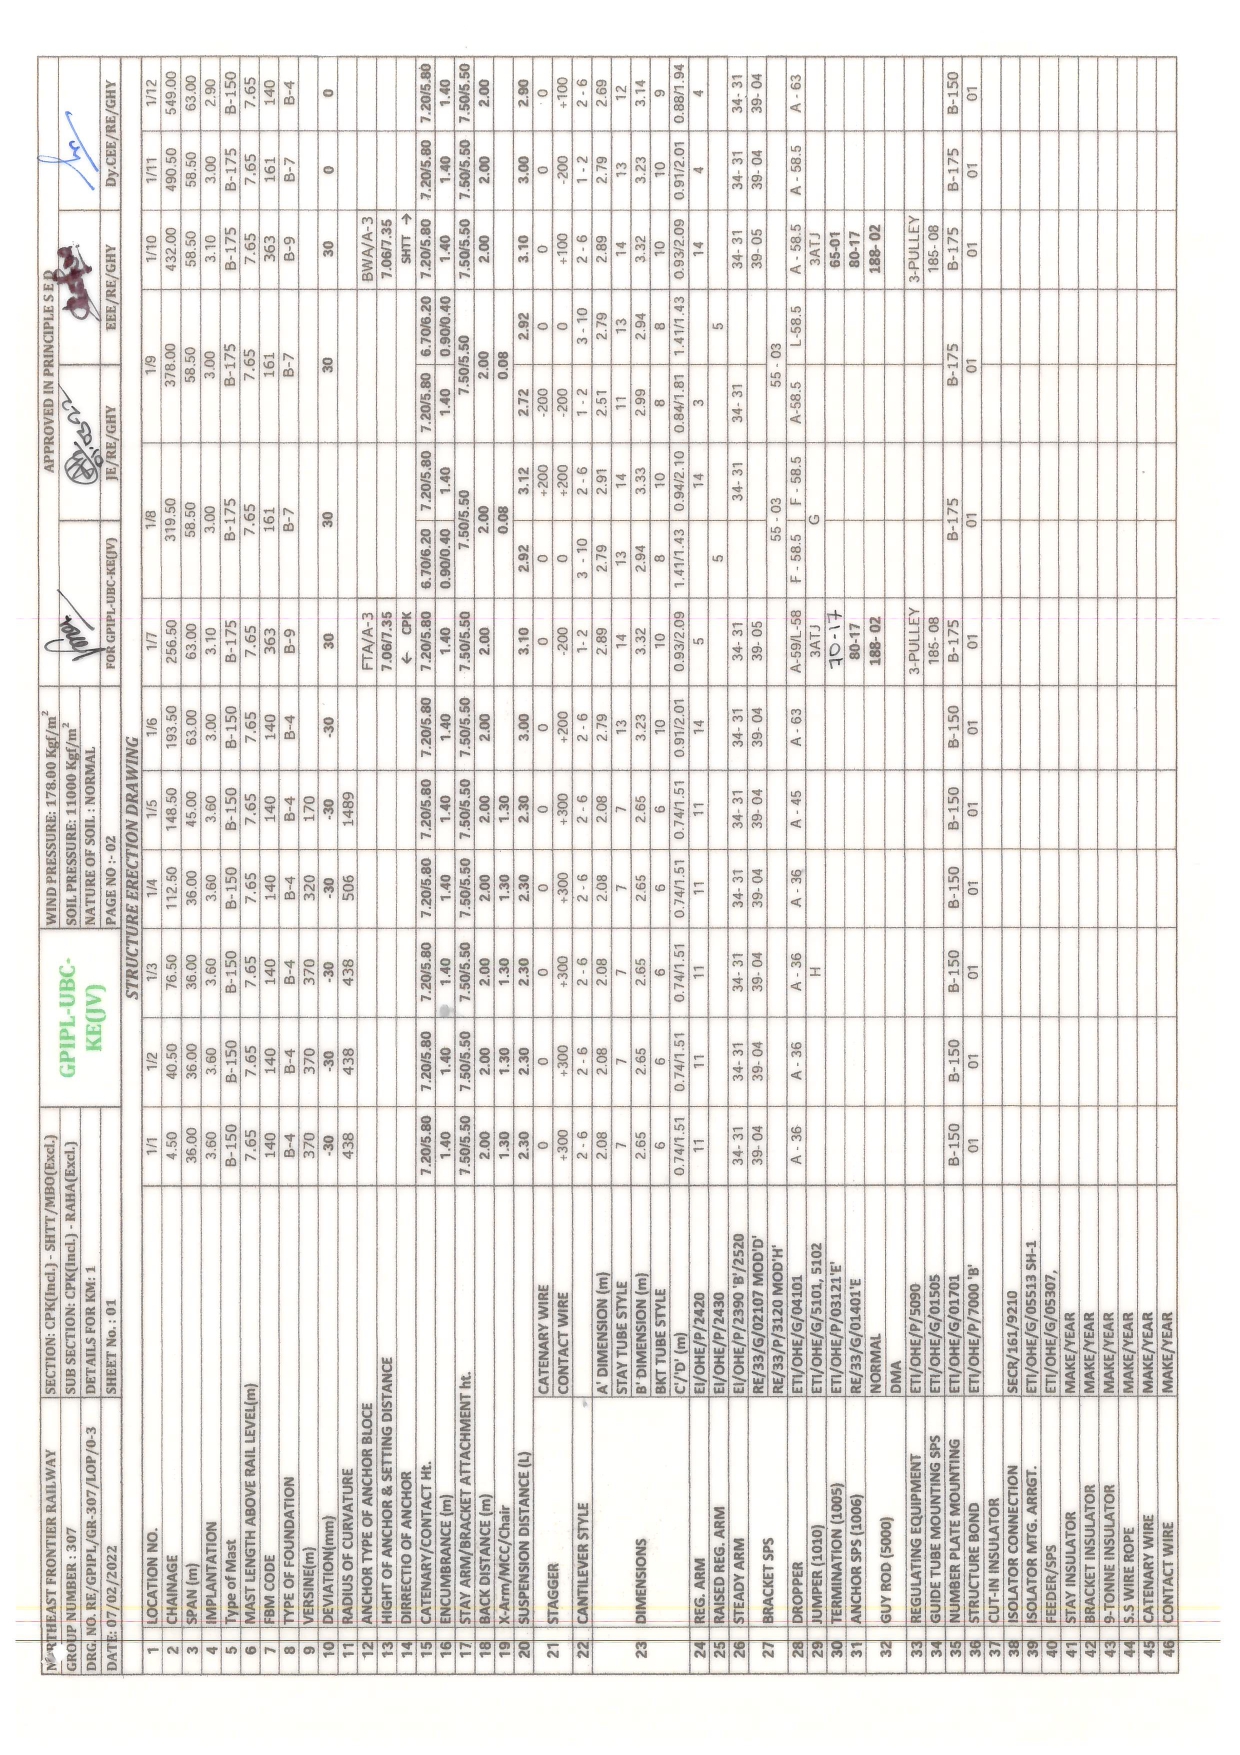 NORTHEAST FRONTIER RAILWAY SECTION: CPK(Incl.) - SHTT/MBO(Excl.) GPIPL-UBC-KE(JV) WIND PRESSURE: 178.00 Kgf/m² APPROVED IN PRINCIPLE S E D
GROUP NUMBER : 307 SUB SECTION: CPK(Incl.) - RAHA(Excl.) SOIL PRESSURE: 11000 Kgf/m²
DRG. NO. RE/GPIPL/GR-307/LOP/0-3 DETAILS FOR KM: 1 NATURE OF SOIL : NORMAL
DATE: 07/02/2022 SHEET No. : 01 PAGE NO :- 02 FOR GPIPL-UBC-KE(JV) JE/RE/GHY EEE/RE/GHY Dy.CEE/RE/GHY
STRUCTURE ERECTION DRAWING
1 LOCATION NO. 1/1 1/2 1/3 1/4 1/5 1/6 1/7 1/8 1/9 1/10 1/11 1/12
2 CHAINAGE 4.50 40.50 76.50 112.50 148.50 193.50 256.50 319.50 378.00 432.00 490.50 549.00
3 SPAN (m) 36.00 36.00 36.00 36.00 45.00 63.00 63.00 58.50 58.50 58.50 58.50 63.00
4 IMPLANTATION 3.60 3.60 3.60 3.60 3.60 3.00 3.10 3.00 3.00 3.10 3.00 2.90
5 Type of Mast B-150 B-150 B-150 B-150 B-150 B-150 B-175 B-175 B-175 B-175 B-175 B-150
6 MAST LENGTH ABOVE RAIL LEVEL(m) 7.65 7.65 7.65 7.65 7.65 7.65 7.65 7.65 7.65 7.65 7.65 7.65
7 FBM CODE 140 140 140 140 140 140 363 161 161 363 161 140
8 TYPE OF FOUNDATION B-4 B-4 B-4 B-4 B-4 B-4 B-9 B-7 B-7 B-9 B-7 B-4
9 VERSINE(m) 370 370 370 320 170
10 DEVIATION(mm) -30 -30 -30 -30 -30 -30 30 30 30 30 0 0
11 RADIUS OF CURVATURE 438 438 438 506 1489
12 ANCHOR TYPE OF ANCHOR BLOCE FTA/A-3 BWA/A-3
13 HIGHT OF ANCHOR & SETTING DISTANCE 7.06/7.35 7.06/7.35
14 DIRRECTIO OF ANCHOR ← CPK SHTT →
15 CATENARY/CONTACT Ht. 7.20/5.80 7.20/5.80 7.20/5.80 7.20/5.80 7.20/5.80 7.20/5.80 7.20/5.80 6.70/6.20 7.20/5.80 7.20/5.80 6.70/6.20 7.20/5.80 7.20/5.80 7.20/5.80
16 ENCUMBRANCE (m) 1.40 1.40 1.40 1.40 1.40 1.40 1.40 0.90/0.40 1.40 1.40 0.90/0.40 1.40 1.40 1.40
17 STAY ARM/BRACKET ATTACHMENT ht. 7.50/5.50 7.50/5.50 7.50/5.50 7.50/5.50 7.50/5.50 7.50/5.50 7.50/5.50 7.50/5.50 7.50/5.50 7.50/5.50 7.50/5.50 7.50/5.50
18 BACK DISTANCE (m) 2.00 2.00 2.00 2.00 2.00 2.00 2.00 2.00 2.00 2.00 2.00 2.00
19 X-Arm/MCC/Chair 1.30 1.30 1.30 1.30 1.30 0.08 0.08
20 SUSPENSION DISTANCE (L) 2.30 2.30 2.30 2.30 2.30 3.00 3.10 2.92 3.12 2.72 2.92 3.10 3.00 2.90
21 STAGGER CATENARY WIRE 0 0 0 0 0 0 0 0 +200 -200 0 0 0 0
CONTACT WIRE +300 +300 +300 +300 +300 +200 -200 0 +200 -200 0 +100 -200 +100
22 CANTILEVER STYLE 2 - 6 2 - 6 2 - 6 2 - 6 2 - 6 2 - 6 1- 2 3 - 10 2 - 6 1 - 2 3 - 10 2 - 6 1 - 2 2 - 6
23 DIMENSIONS A' DIMENSION (m) 2.08 2.08 2.08 2.08 2.08 2.79 2.89 2.79 2.91 2.51 2.79 2.89 2.79 2.69
STAY TUBE STYLE 7 7 7 7 7 13 14 13 14 11 13 14 13 12
B' DIMENSION (m) 2.65 2.65 2.65 2.65 2.65 3.23 3.32 2.94 3.33 2.99 2.94 3.32 3.23 3.14
BKT TUBE STYLE 6 6 6 6 6 10 10 8 10 8 8 10 10 9
C'/'D' (m) 0.74/1.51 0.74/1.51 0.74/1.51 0.74/1.51 0.74/1.51 0.91/2.01 0.93/2.09 1.41/1.43 0.94/2.10 0.84/1.81 1.41/1.43 0.93/2.09 0.91/2.01 0.88/1.94
24 REG. ARM EI/OHE/P/2420 11 11 11 11 11 14 5 14 3 14 4 4
25 RAISED REG. ARM EI/OHE/P/2430 5 5
26 STEADY ARM EI/OHE/P/2390 'B'/2520 34- 31 34- 31 34- 31 34- 31 34- 31 34- 31 34- 31 34- 31 34- 31 34- 31 34- 31 34- 31
27 BRACKET SPS RE/33/G/02107 MOD'D' 39- 04 39- 04 39- 04 39- 04 39- 04 39- 04 39- 05 39- 05 39- 04 39- 04
RE/33/P/3120 MOD'H' 55 - 03 55 - 03
28 DROPPER ETI/OHE/G/04101 A - 36 A - 36 A - 36 A - 36 A - 45 A - 63 A-59/L-58 F - 58.5 F - 58.5 A-58.5 L-58.5 A - 58.5 A - 58.5 A - 63
29 JUMPER (1010) ETI/OHE/G/5101, 5102 H 3ATJ G 3ATJ
30 TERMINATION (1005) ETI/OHE/P/03121'E' 70-17 65-01
31 ANCHOR SPS (1006) RE/33/G/01401'E 80-17 80-17
32 GUY ROD (5000) NORMAL 188- 02 188- 02
DMA
33 REGULATING EQUIPMENT ETI/OHE/P/5090 3-PULLEY 3-PULLEY
34 GUIDE TUBE MOUNTING SPS ETI/OHE/G/01505 185- 08 185- 08
35 NUMBER PLATE MOUNTING ETI/OHE/G/01701 B-150 B-150 B-150 B-150 B-150 B-150 B-175 B-175 B-175 B-175 B-175 B-150
36 STRUCTURE BOND ETI/OHE/P/7000 'B' 01 01 01 01 01 01 01 01 01 01 01 01
37 CUT-IN INSULATOR
38 ISOLATOR CONNECTION SECR/161/9210
39 ISOLATOR MTG. ARRGT. ETI/OHE/G/05513 SH-1
40 FEEDER/SPS ETI/OHE/G/05307,
41 STAY INSULATOR MAKE/YEAR
42 BRACKET INSULATOR MAKE/YEAR
43 9-TONNE INSULATOR MAKE/YEAR
44 S.S WIRE ROPE MAKE/YEAR
45 CATENARY WIRE MAKE/YEAR
46 CONTACT WIRE MAKE/YEAR